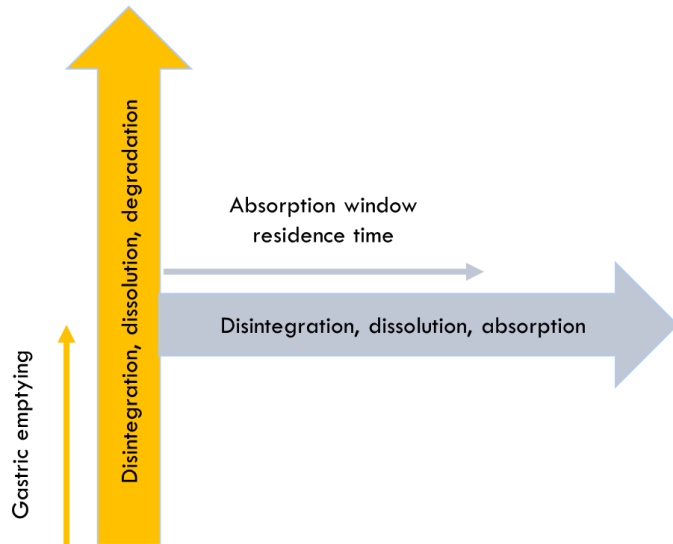 Gastric emptying
Disintegration, dissolution, degradation
Absorption window
residence time
Disintegration, dissolution, absorption